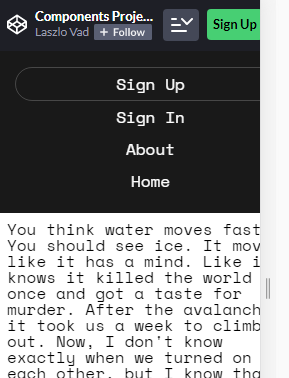 Components Proje...
Laszlo Vad + Follow
Sign Up
Sign Up
Sign In
About
Home
You think water moves fast
You should see ice. It mov
like it has a mind. Like i
knows it killed the world
once and got a taste for
murder. After the avalanch
it took us a week to climb
out. Now, I don't know
exactly when we turned on
each other, but I know tha